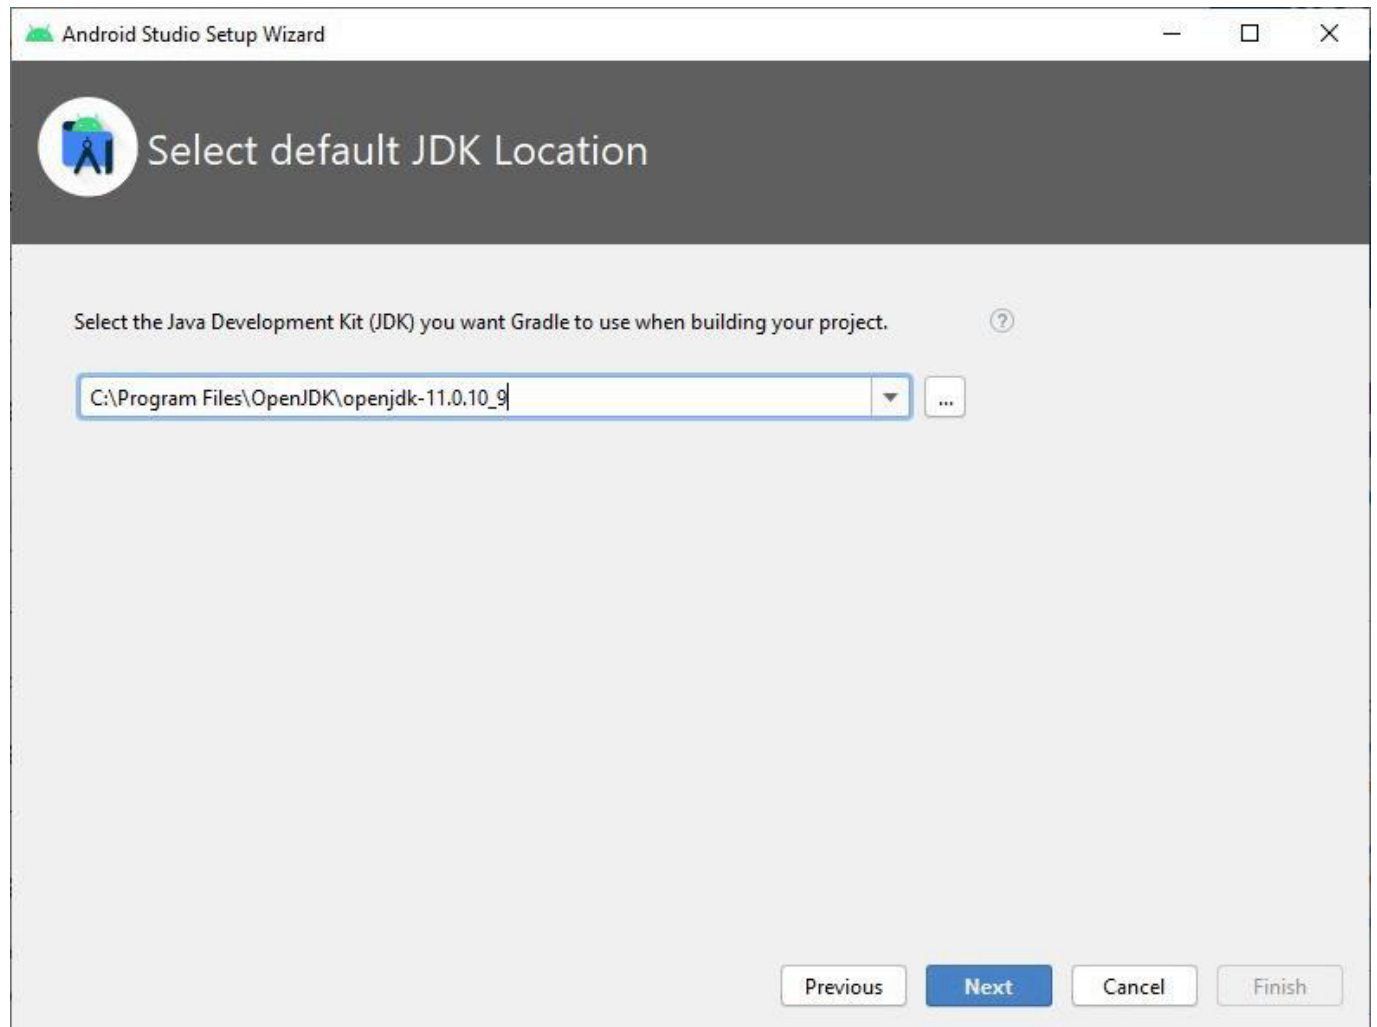 Android Studio Setup Wizard
Select default JDK Location
Select the Java Development Kit (JDK) you want Gradle to use when building your project.
?
C:\Program Files\OpenJDK\openjdk-11.0.10_9
...
Previous Next Cancel Finish